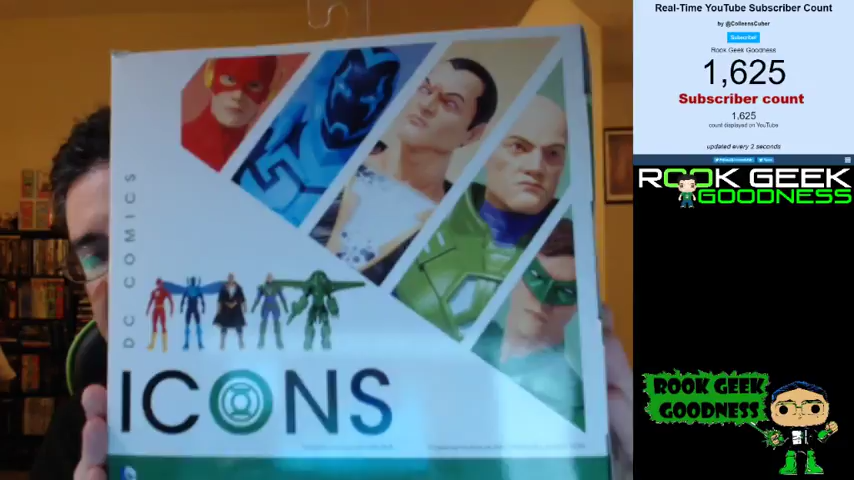 Real-Time YouTube Subscriber Count
by @ColleensCuber
Subscribe!
Rook Geek Goodness
1,625
Subscriber count
1,625
count displayed on YouTube
updated every 2 seconds
ROOK GEEK
GOODNESS
DC COMICS
ICONS
ROOK GEEK
GOODNESS